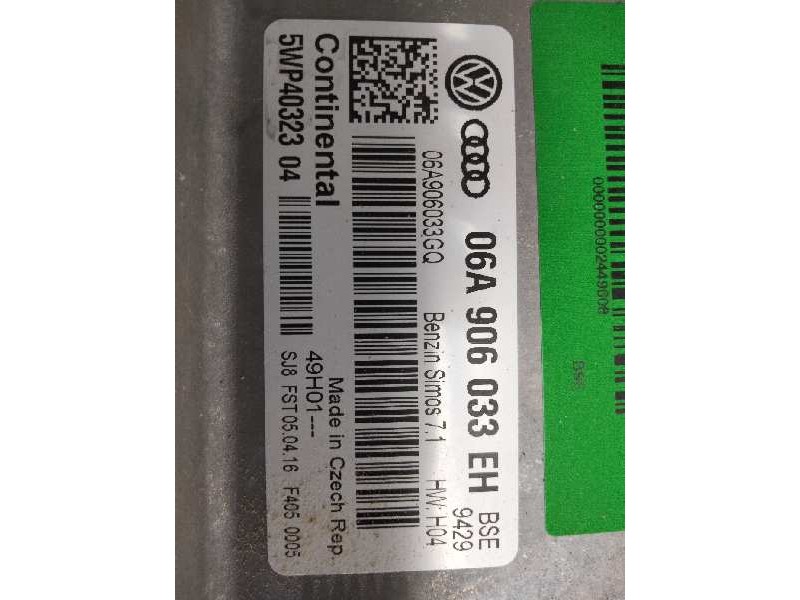 06A 906 033 EH BSE
9429
06A906033GQ Benzin Simos 7.1 HW: H04
Continental Made in Czech Rep.
49H01---
5WP40323 04 SJ8 FST05.04.16 F405 0005
BSE